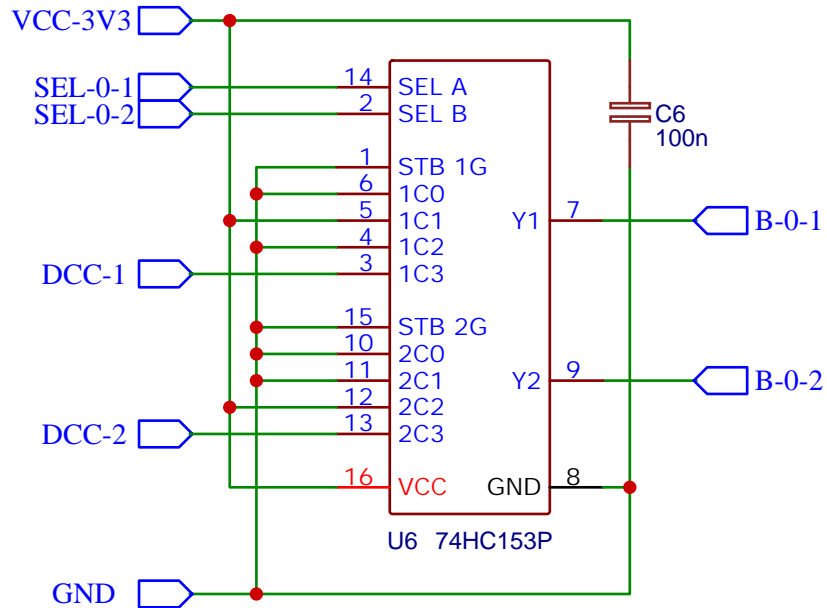 VCC-3V3
SEL-0-1 14 SEL A
SEL-0-2 2 SEL B
C6
100n
1 STB 1G
6 1C0
5 1C1 Y1 7 B-0-1
4 1C2
DCC-1 3 1C3
15 STB 2G
10 2C0
11 2C1 Y2 9 B-0-2
12 2C2
DCC-2 13 2C3
16 VCC GND 8
U6 74HC153P
GND